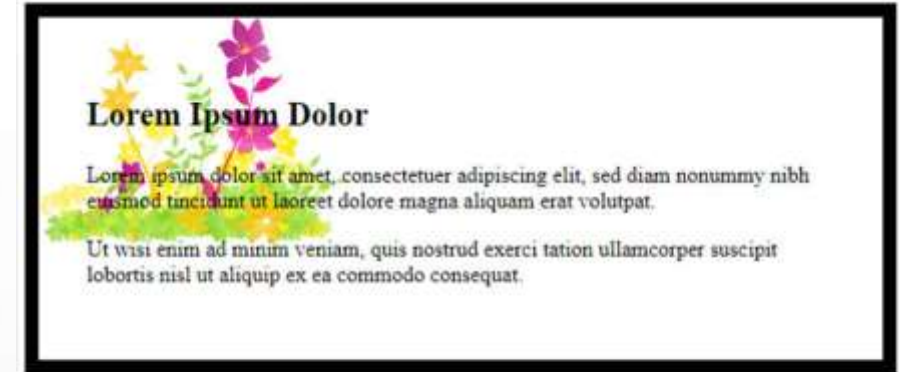 Lorem Ipsum Dolor
Lorem ipsum dolor sit amet, consectetuer adipiscing elit, sed diam nonummy nibh
euismod tincidunt ut laoreet dolore magna aliquam erat volutpat.
Ut wisi enim ad minim veniam, quis nostrud exerci tation ullamcorper suscipit
lobortis nisl ut aliquip ex ea commodo consequat.